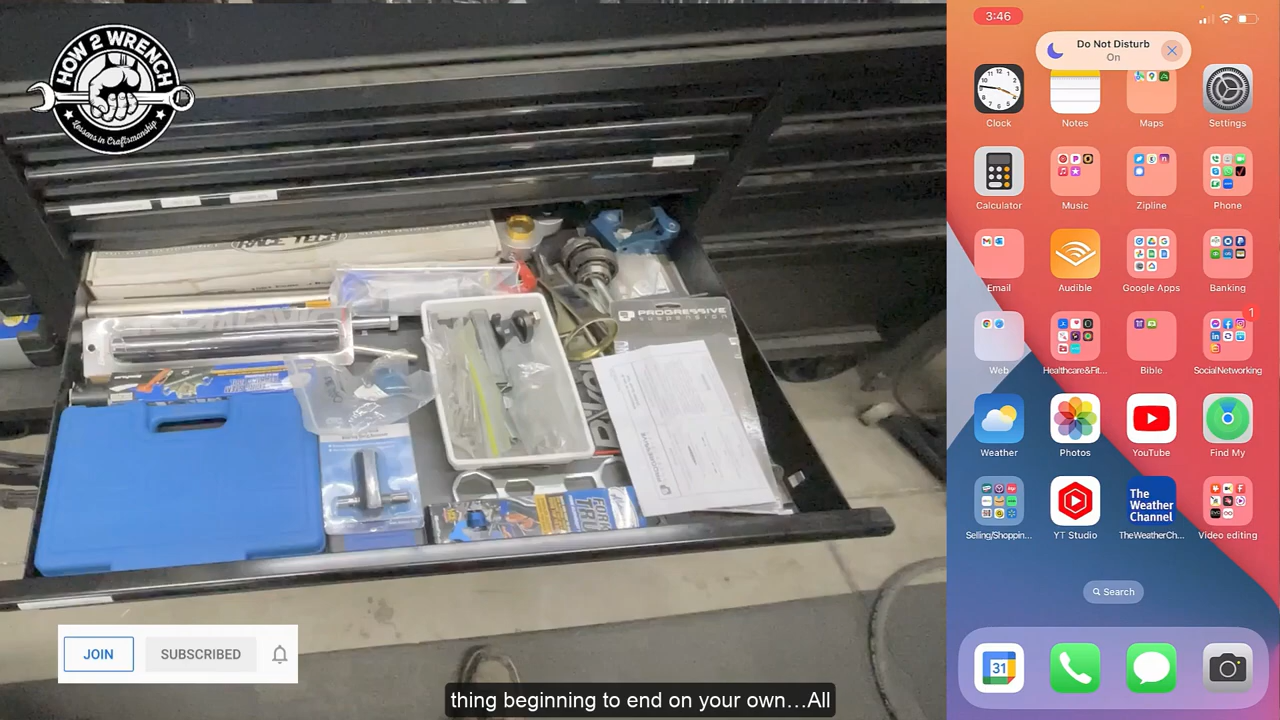 HOW 2 WRENCH
Lessons in Craftsmanship
RACE TECH
PROGRESSIVE
suspension
JOIN
SUBSCRIBED
thing beginning to end on your own…All
3:46
Do Not Disturb
On
Clock
Notes
Maps
Settings
Calculator
Music
Zipline
Phone
Email
Audible
Google Apps
Banking
1
Web
Healthcare&Fit...
Bible
SocialNetworking
Weather
Photos
YouTube
Find My
The
Weather
Channel
Selling/Shoppin...
YT Studio
TheWeatherCh...
Video editing
Search
31